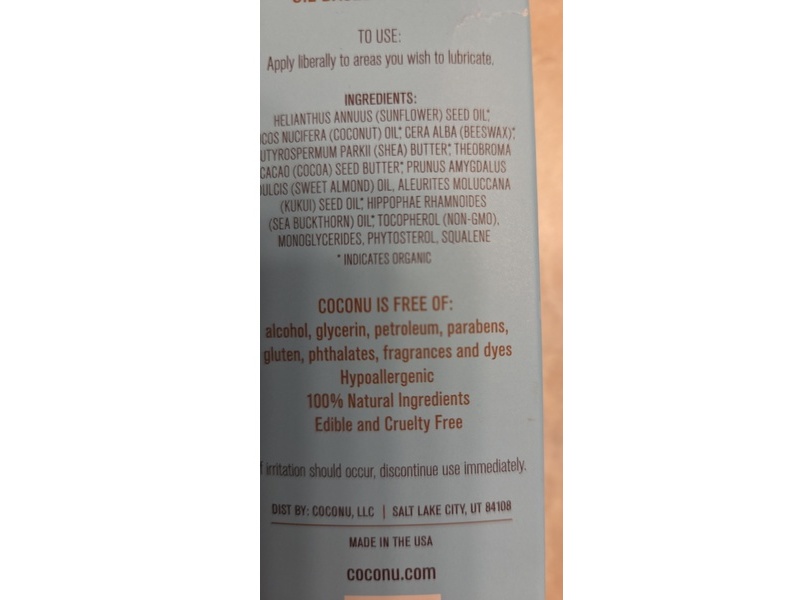 TO USE:
Apply liberally to areas you wish to lubricate.
INGREDIENTS:
HELIANTHUS ANNUUS (SUNFLOWER) SEED OIL*,
OCOS NUCIFERA (COCONUT) OIL*, CERA ALBA (BEESWAX)*,
UTYROSPERMUM PARKII (SHEA) BUTTER*, THEOBROMA
CACAO (COCOA) SEED BUTTER*, PRUNUS AMYGDALUS
DULCIS (SWEET ALMOND) OIL, ALEURITES MOLUCCANA
(KUKUI) SEED OIL*, HIPPOPHAE RHAMNOIDES
(SEA BUCKTHORN) OIL*, TOCOPHEROL (NON-GMO),
MONOGLYCERIDES, PHYTOSTEROL, SQUALENE
* INDICATES ORGANIC
COCONU IS FREE OF:
alcohol, glycerin, petroleum, parabens,
gluten, phthalates, fragrances and dyes
Hypoallergenic
100% Natural Ingredients
Edible and Cruelty Free
f irritation should occur, discontinue use immediately.
DIST BY: COCONU, LLC | SALT LAKE CITY, UT 84108
MADE IN THE USA
coconu.com